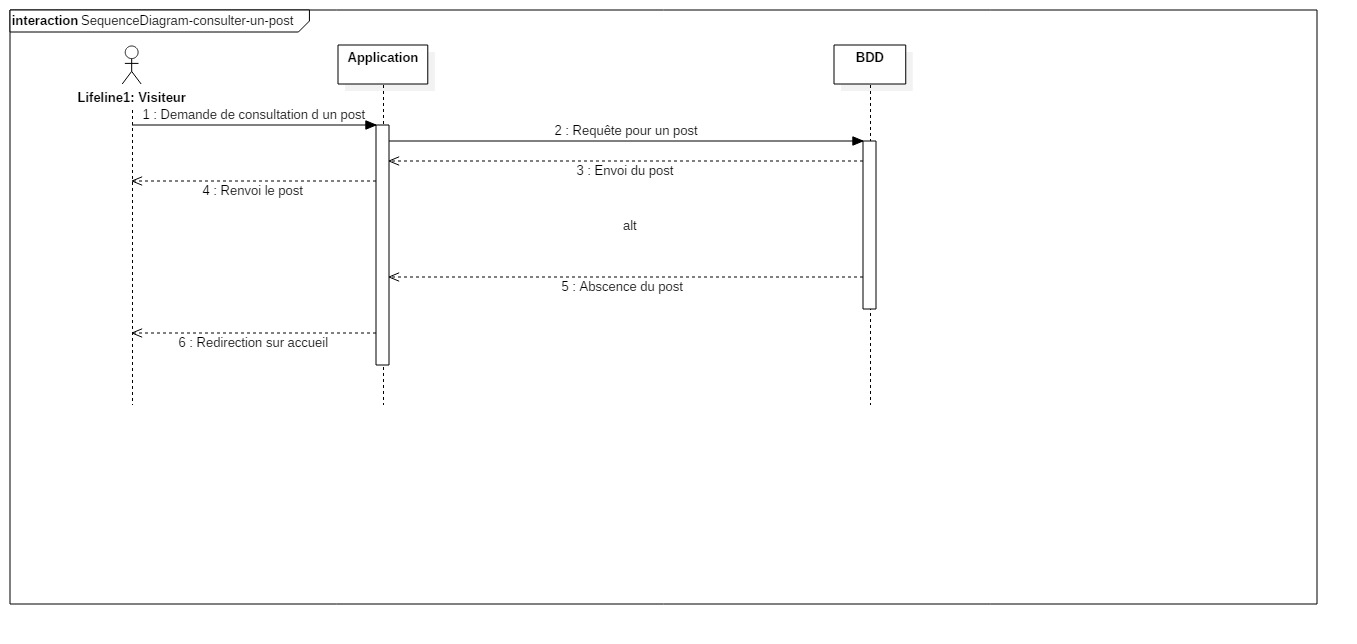 interaction SequenceDiagram-consulter-un-post
Application
BDD
Lifeline1: Visiteur
1 : Demande de consultation d un post
2 : Requête pour un post
3 : Envoi du post
4 : Renvoi le post
alt
5 : Abscence du post
6 : Redirection sur accueil